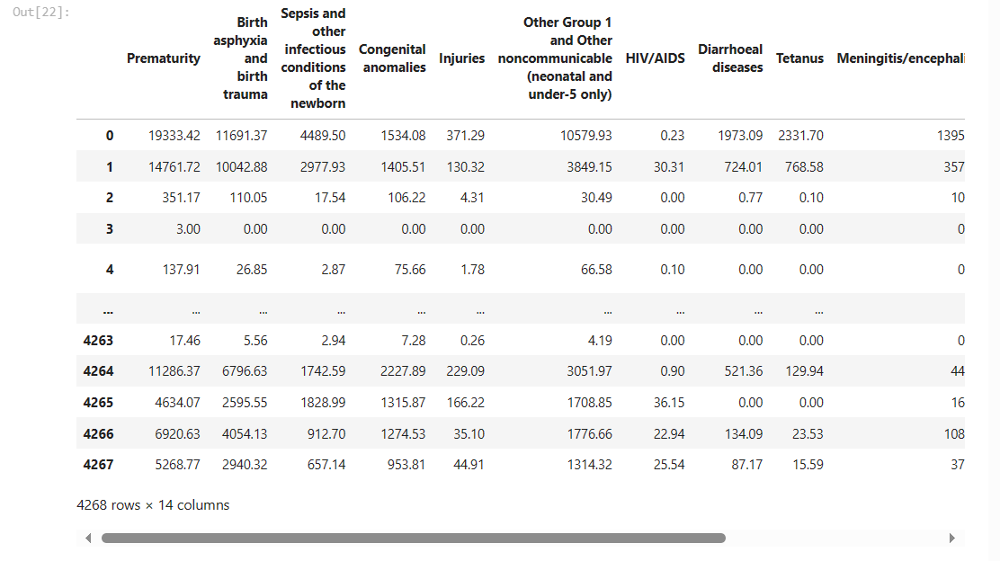 Out[22]:
Prematurity Birth asphyxia and birth trauma Sepsis and other infectious conditions of the newborn Congenital anomalies Injuries Other Group 1 and Other noncommunicable (neonatal and under-5 only) HIV/AIDS Diarrhoeal diseases Tetanus Meningitis/encephali
0 19333.42 11691.37 4489.50 1534.08 371.29 10579.93 0.23 1973.09 2331.70 1395
1 14761.72 10042.88 2977.93 1405.51 130.32 3849.15 30.31 724.01 768.58 357
2 351.17 110.05 17.54 106.22 4.31 30.49 0.00 0.77 0.10 10
3 3.00 0.00 0.00 0.00 0.00 0.00 0.00 0.00 0.00 0
4 137.91 26.85 2.87 75.66 1.78 66.58 0.10 0.00 0.00 0
... ... ... ... ... ... ... ... ... ...
4263 17.46 5.56 2.94 7.28 0.26 4.19 0.00 0.00 0.00 0
4264 11286.37 6796.63 1742.59 2227.89 229.09 3051.97 0.90 521.36 129.94 44
4265 4634.07 2595.55 1828.99 1315.87 166.22 1708.85 36.15 0.00 0.00 16
4266 6920.63 4054.13 912.70 1274.53 35.10 1776.66 22.94 134.09 23.53 108
4267 5268.77 2940.32 657.14 953.81 44.91 1314.32 25.54 87.17 15.59 37
4268 rows × 14 columns